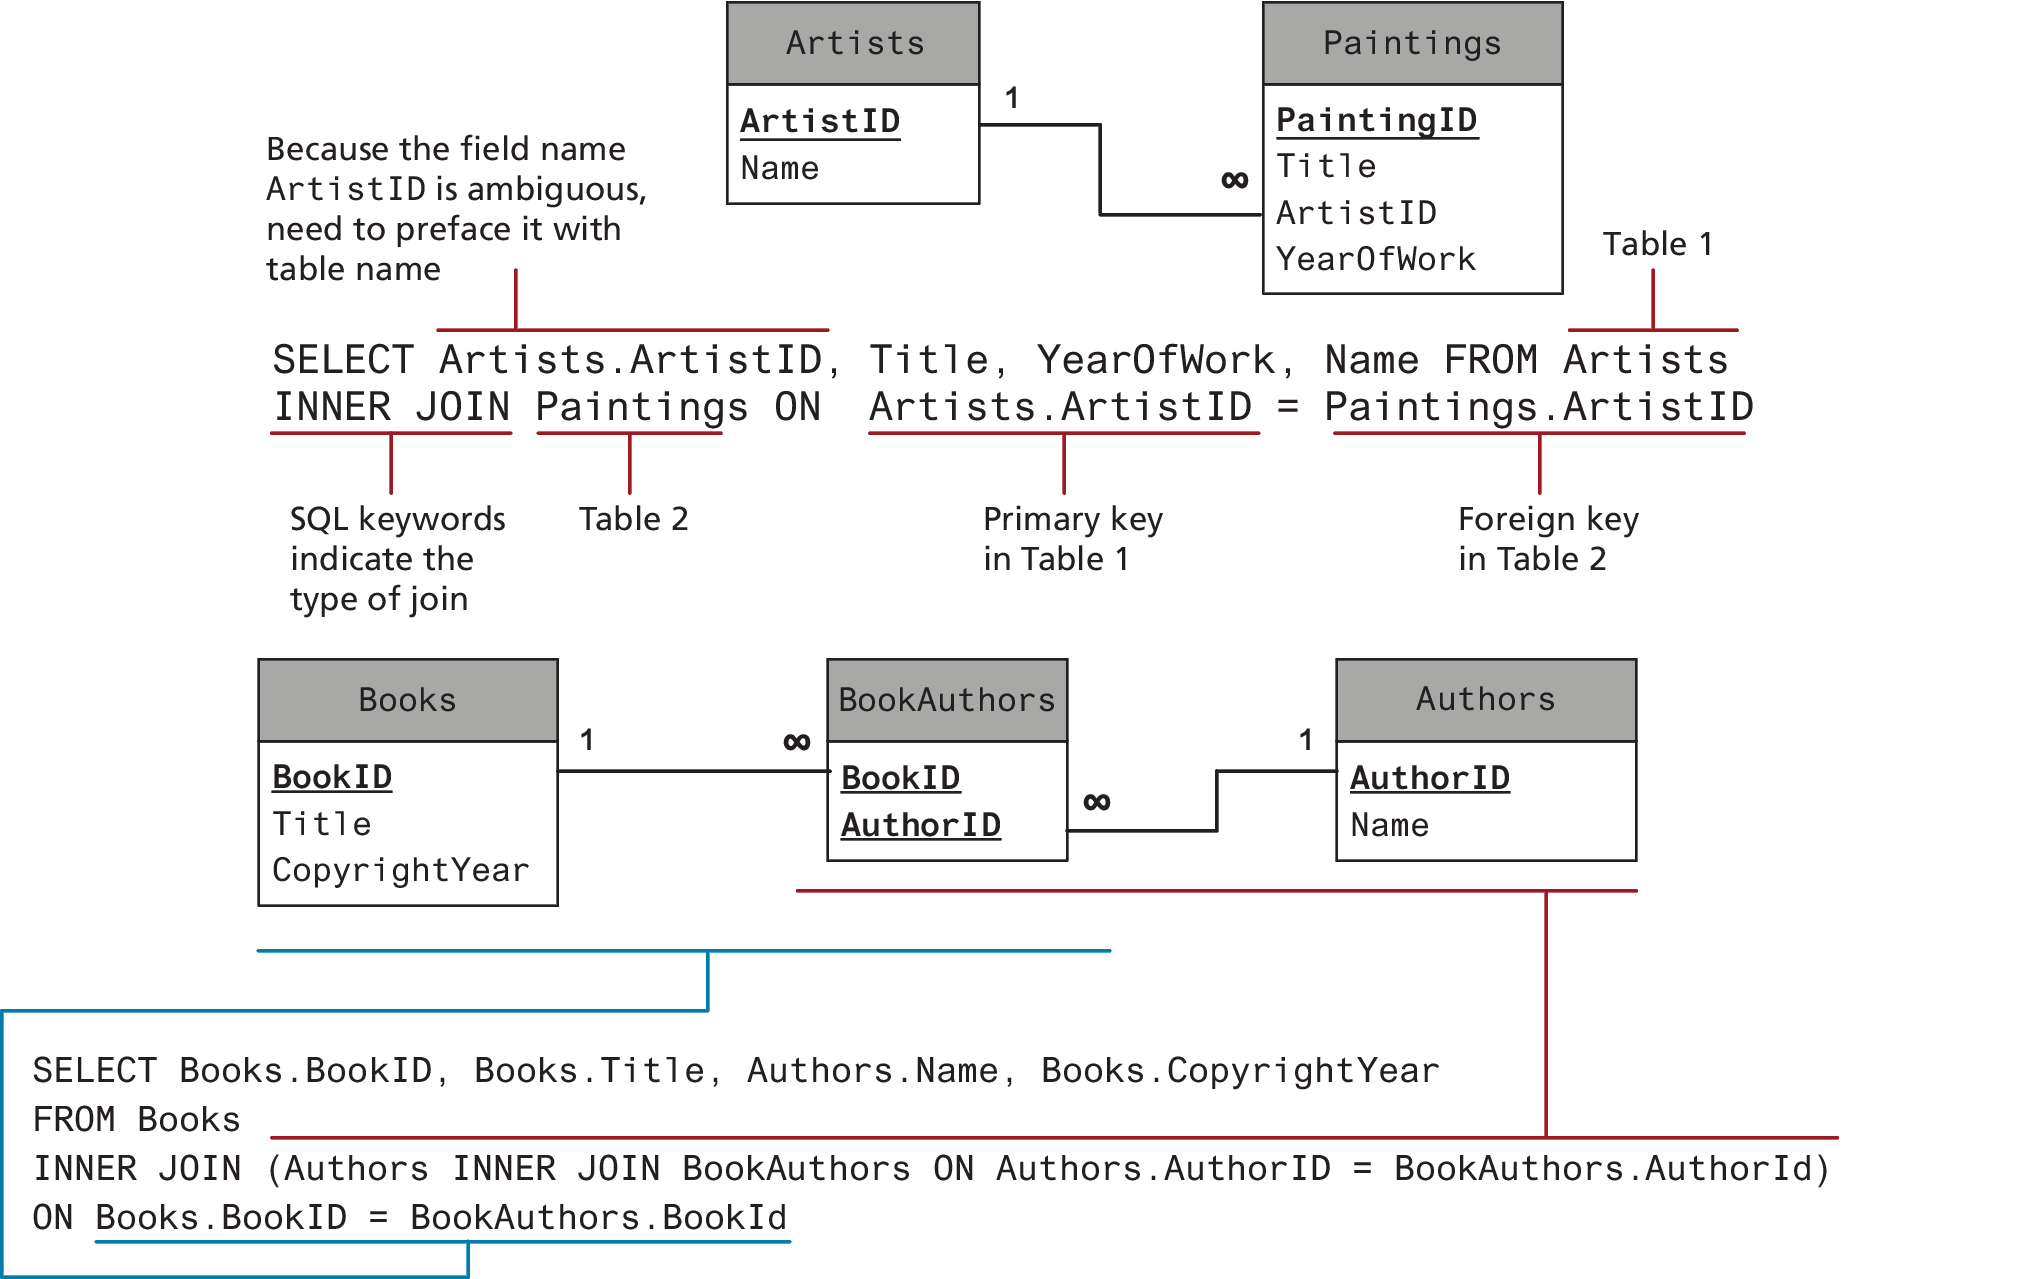 Artists
ArtistID
Name
1
∞
Paintings
PaintingID
Title
ArtistID
YearOfWork
Because the field name
ArtistID is ambiguous,
need to preface it with
table name
Table 1
SELECT Artists.ArtistID, Title, YearOfWork, Name FROM Artists
INNER JOIN Paintings ON Artists.ArtistID = Paintings.ArtistID
SQL keywords
indicate the
type of join
Table 2
Primary key
in Table 1
Foreign key
in Table 2
Books
BookID
Title
CopyrightYear
1
∞
BookAuthors
BookID
AuthorID
∞
1
Authors
AuthorID
Name
SELECT Books.BookID, Books.Title, Authors.Name, Books.CopyrightYear
FROM Books
INNER JOIN (Authors INNER JOIN BookAuthors ON Authors.AuthorID = BookAuthors.AuthorId)
ON Books.BookID = BookAuthors.BookId